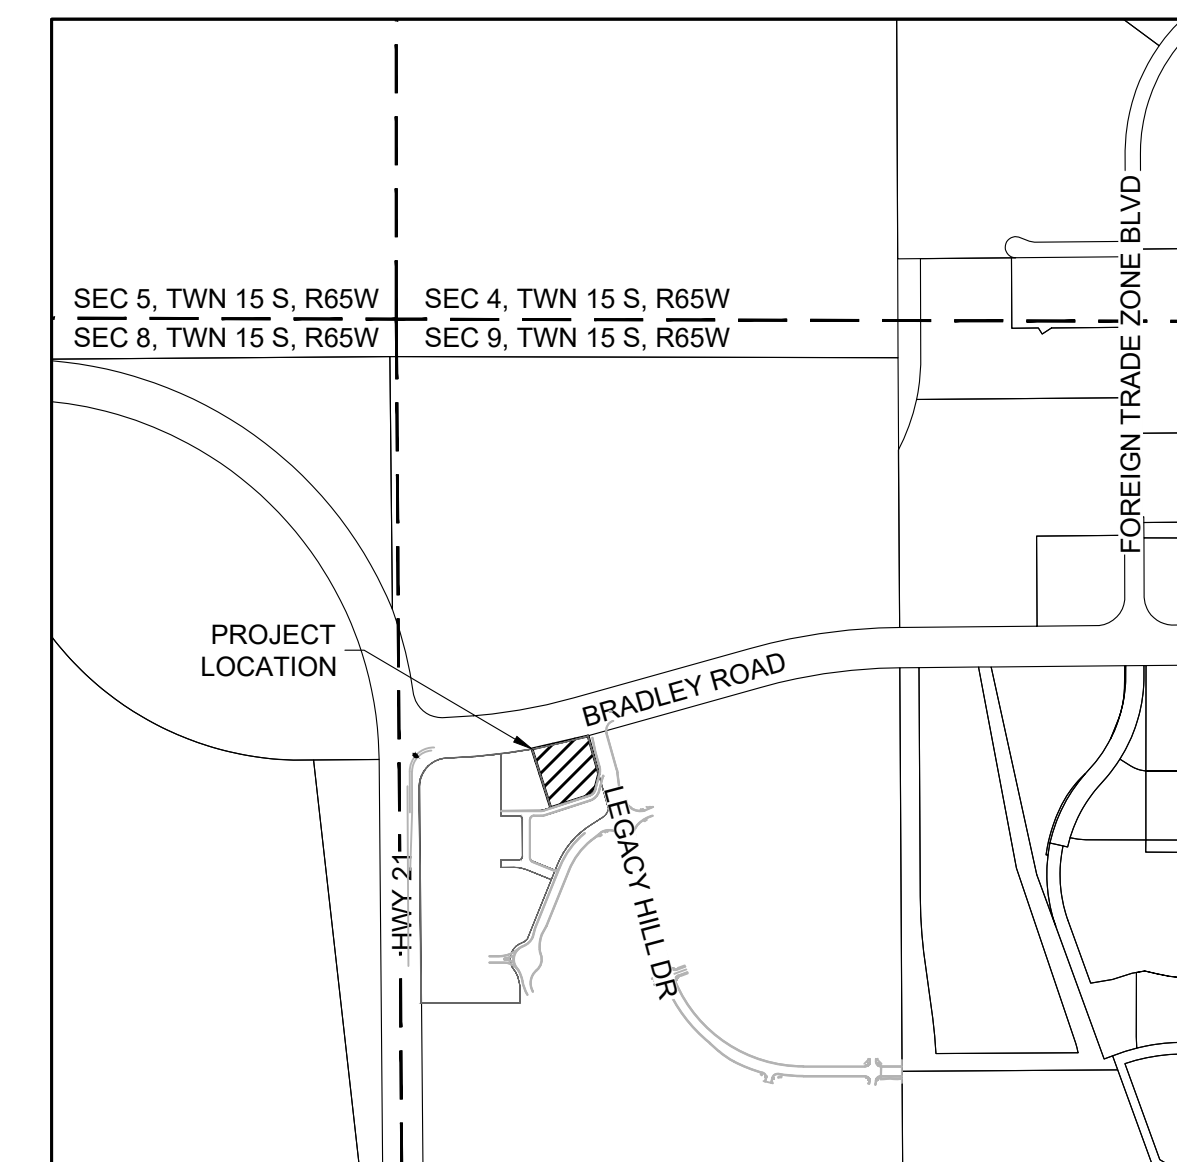 SEC 5, TWN 15 S, R65W
SEC 4, TWN 15 S, R65W
SEC 8, TWN 15 S, R65W
SEC 9, TWN 15 S, R65W
FOREIGN TRADE ZONE BLVD
PROJECT
LOCATION
BRADLEY ROAD
LEGACY HILL DR
HWY 21